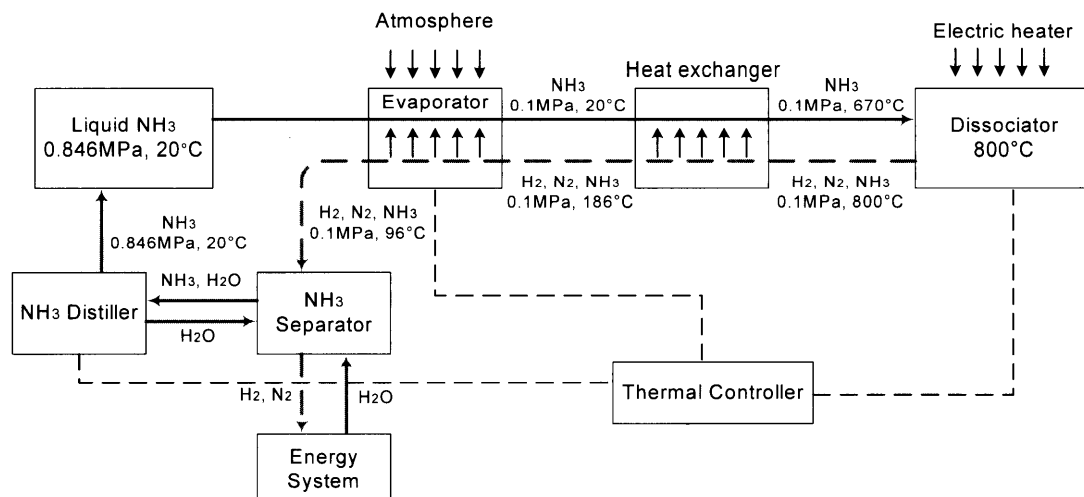 Atmosphere
Electric heater
Heat exchanger
Evaporator
Liquid NH3
0.846MPa, 20°C
NH3
0.1MPa, 20°C
NH3
0.1MPa, 670°C
Dissociator
800°C
H2, N2, NH3
0.1MPa, 186°C
H2, N2, NH3
0.1MPa, 800°C
H2, N2, NH3
0.1MPa, 96°C
NH3
0.846MPa, 20°C
NH3 Distiller
NH3, H2O
H2O
NH3
Separator
Thermal Controller
H2, N2
H2O
Energy
System